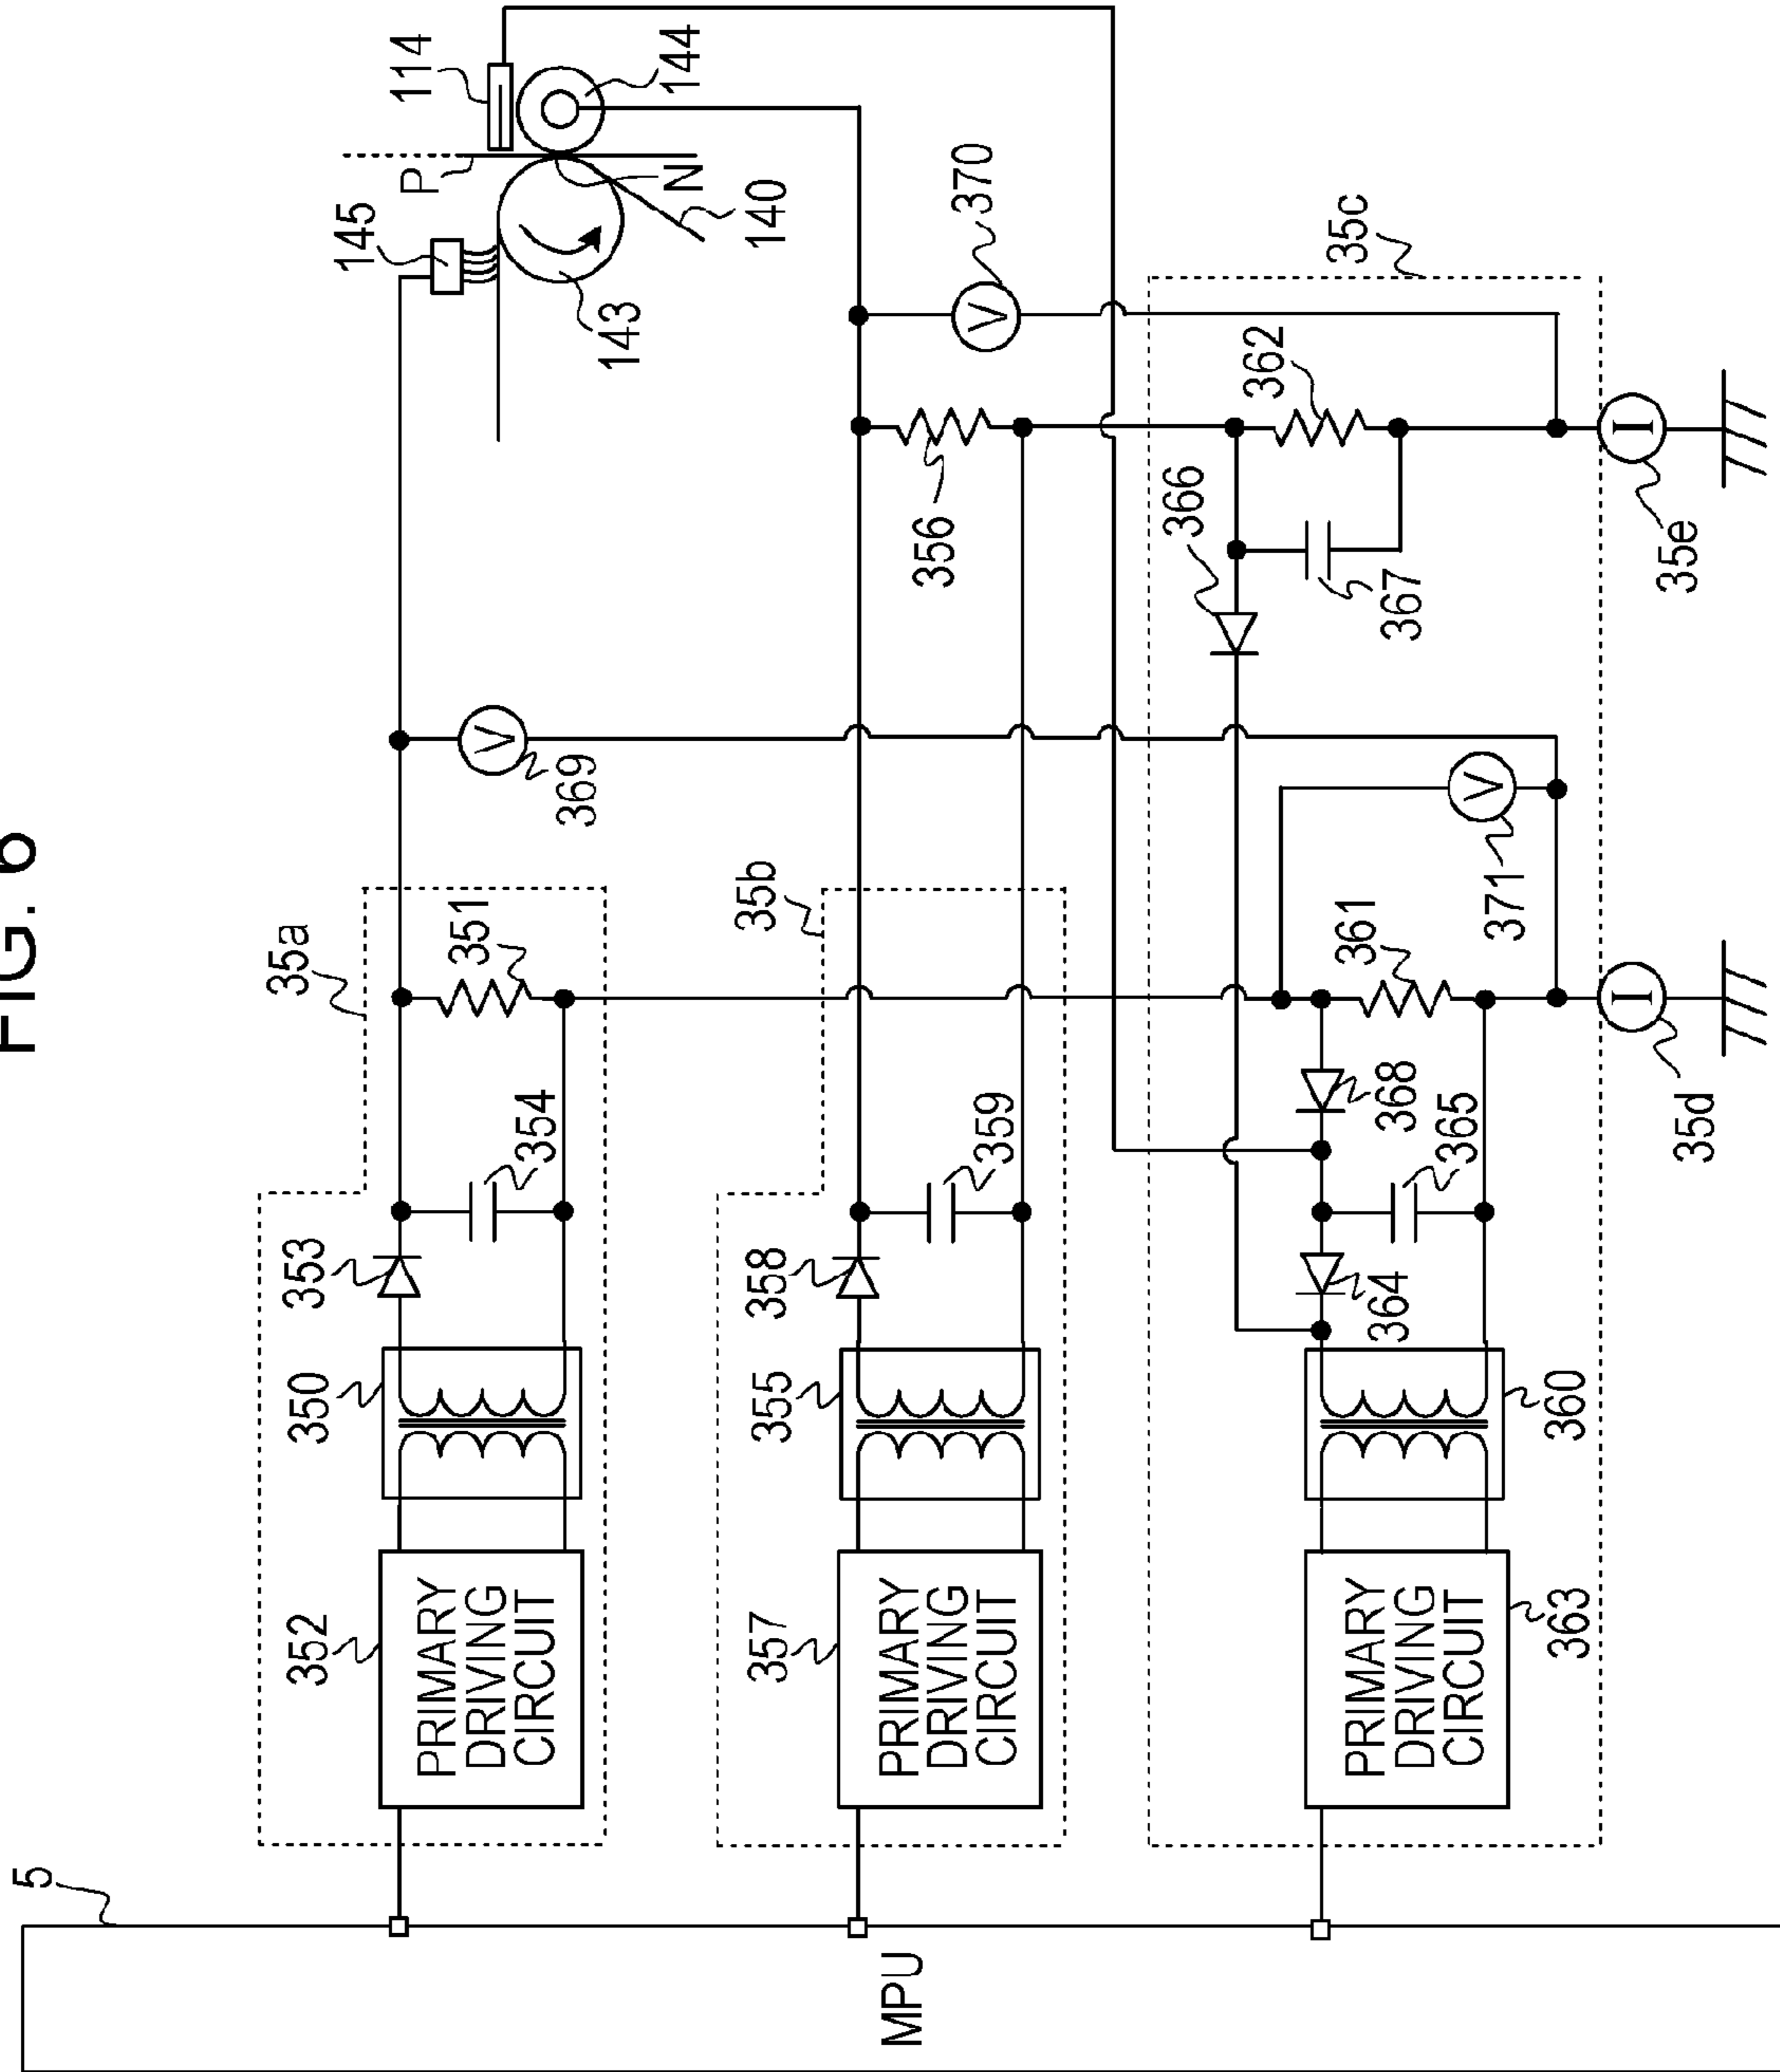 FIG. 6
5
MPU
352
PRIMARY
DRIVING
CIRCUIT
350
353
354
35a
351
369
145
143
P
114
144
N
140
357
PRIMARY
DRIVING
CIRCUIT
355
358
359
35b
356
370
363
PRIMARY
DRIVING
CIRCUIT
360
364
365
368
361
371
V
V
V
366
367
362
35c
35d
35e
I
I